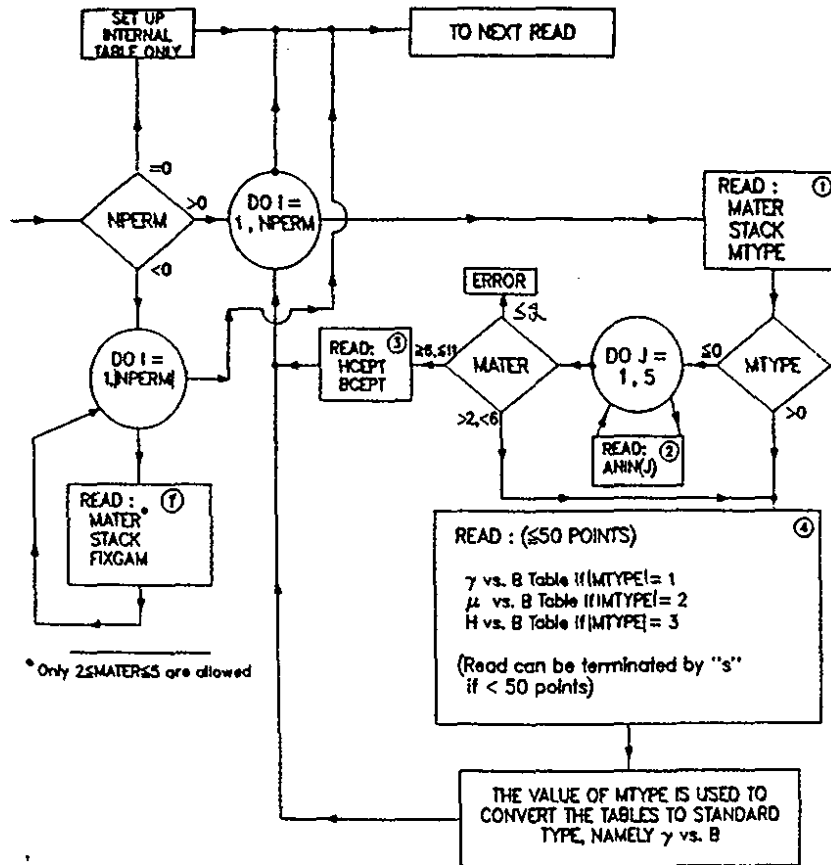 SET UP
INTERNAL
TABLE ONLY
TO NEXT READ
=0
NPERM
>0
<0
DO I =
1, NPERM
READ : ①
MATER
STACK
MTYPE
ERROR
≤2
DO I =
1,|NPERM|
READ: ③
HCEPT
BCEPT
≥6,≤11
MATER
>2,<6
DO J =
1, 5
≤0
MTYPE
>0
READ: ②
ANIN(J)
READ : ①'
MATER*
STACK
FIXGAM
* Only 2≤MATER≤5 are allowed
④
READ : (≤50 POINTS)
γ vs. B Table if|MTYPE|= 1
μ vs. B Table if|MTYPE|= 2
H vs. B Table if|MTYPE|= 3
(Read can be terminated by "s"
if < 50 points)
THE VALUE OF MTYPE IS USED TO
CONVERT THE TABLES TO STANDARD
TYPE, NAMELY γ vs. B